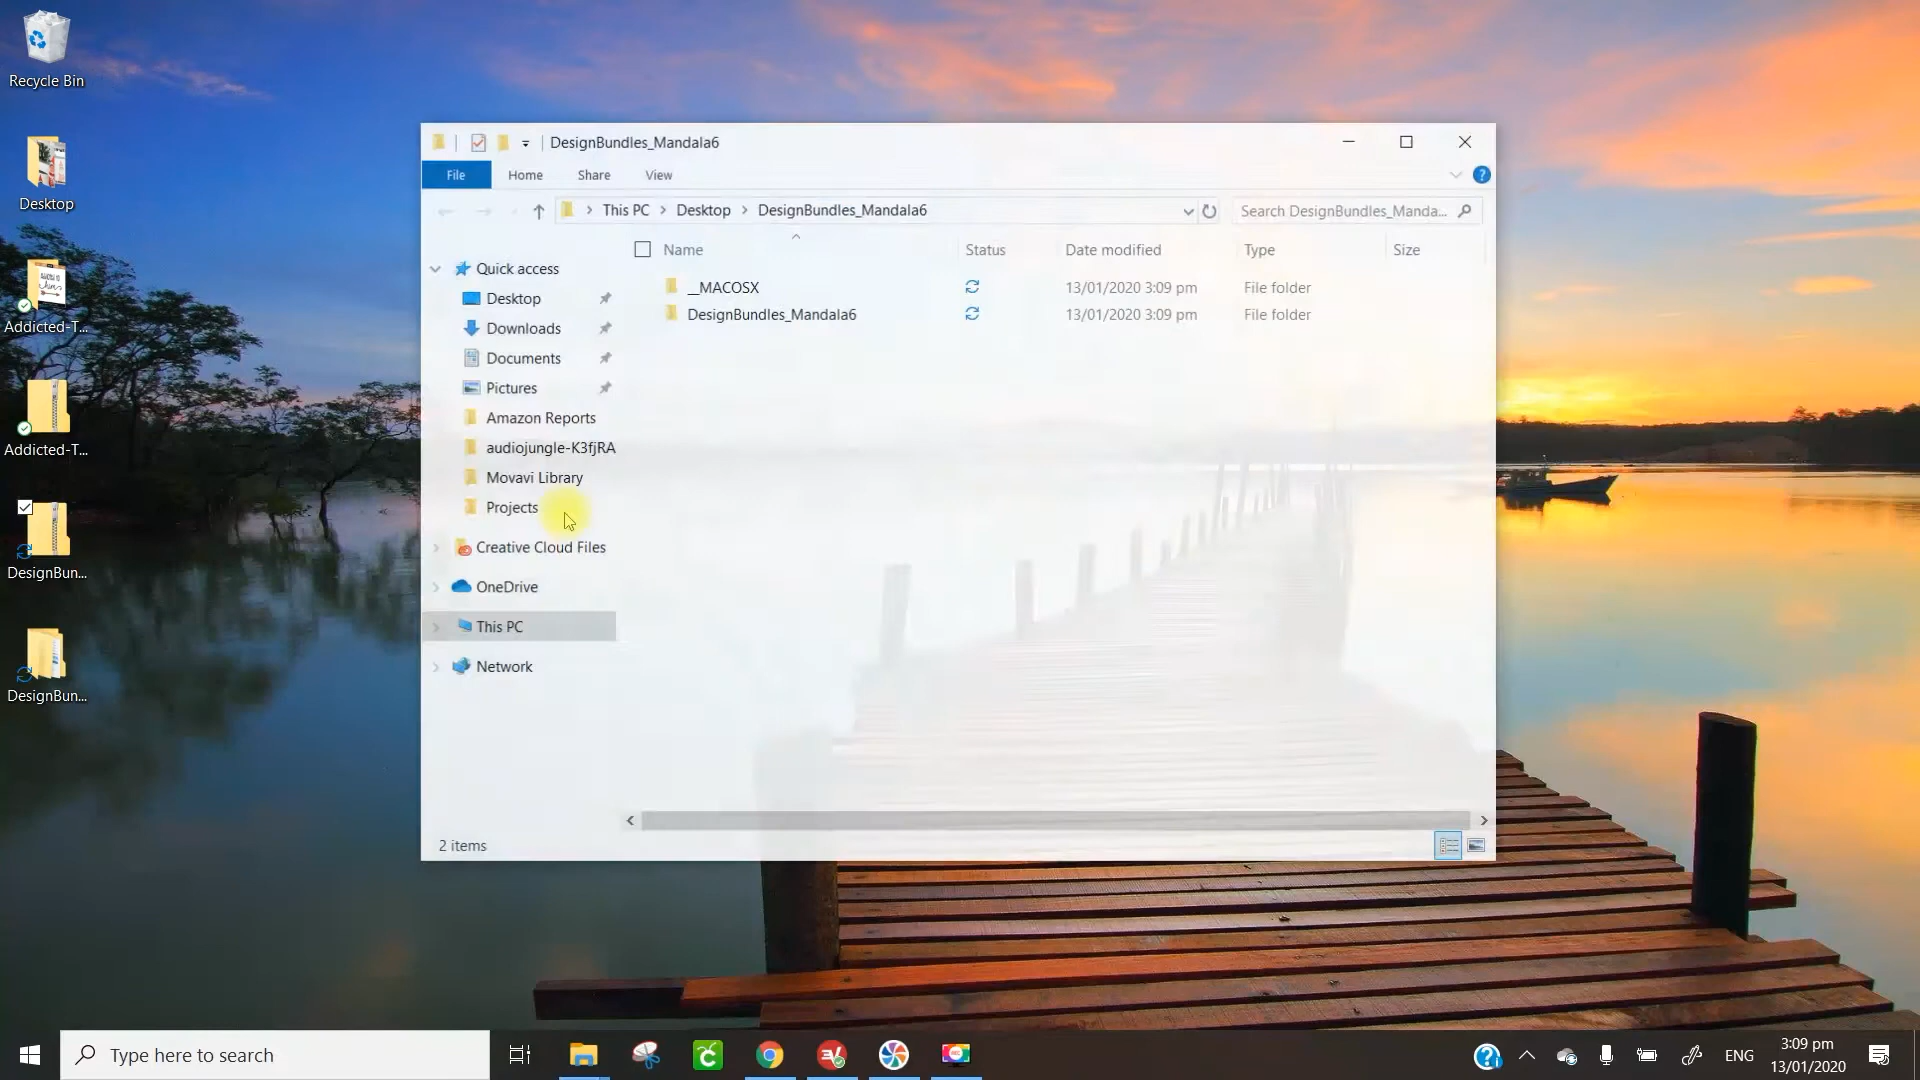 Recycle Bin
Desktop
Addicted-T...
Addicted-T...
DesignBun...
DesignBun...
DesignBundles_Mandala6
File
Home
Share
View
?
This PC
Desktop
DesignBundles_Mandala6
Search DesignBundles_Manda...
Name
Status
Date modified
Type
Size
__MACOSX
13/01/2020 3:09 pm
File folder
DesignBundles_Mandala6
13/01/2020 3:09 pm
File folder
Quick access
Desktop
Downloads
Documents
Pictures
Amazon Reports
audiojungle-K3fjRA
Movavi Library
Projects
Creative Cloud Files
OneDrive
This PC
Network
2 items
Type here to search
ENG
3:09 pm
13/01/2020